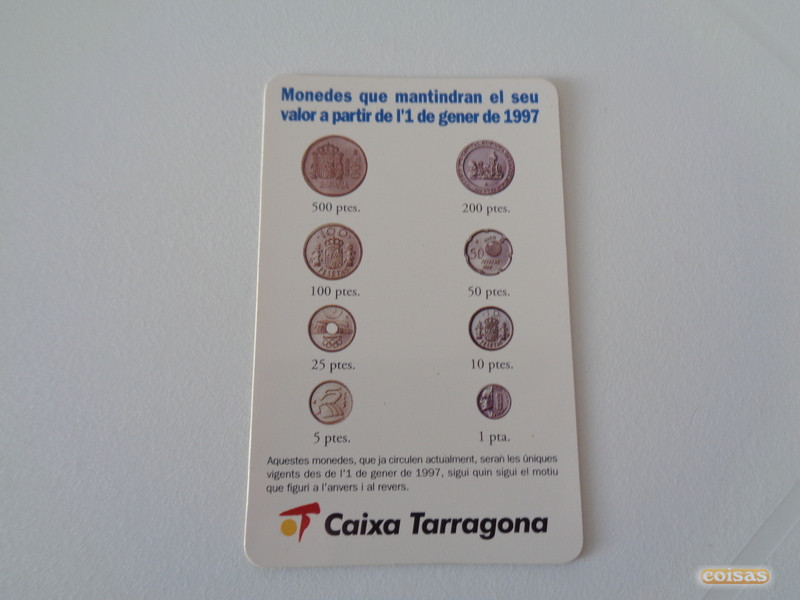 Monedes que mantindran el seu
valor a partir de l'1 de gener de 1997
500 ptes.
200 ptes.
100
PESETAS
100 ptes.
50
50 ptes.
25 ptes.
10 ptes.
5 ptes.
1 pta.
Aquestes monedes, que ja circulen actualment, seran les úniques
vigents des de l'1 de gener de 1997, sigui quin sigui el motiu
que figuri a l'anvers i al revers.
Caixa Tarragona
coisas